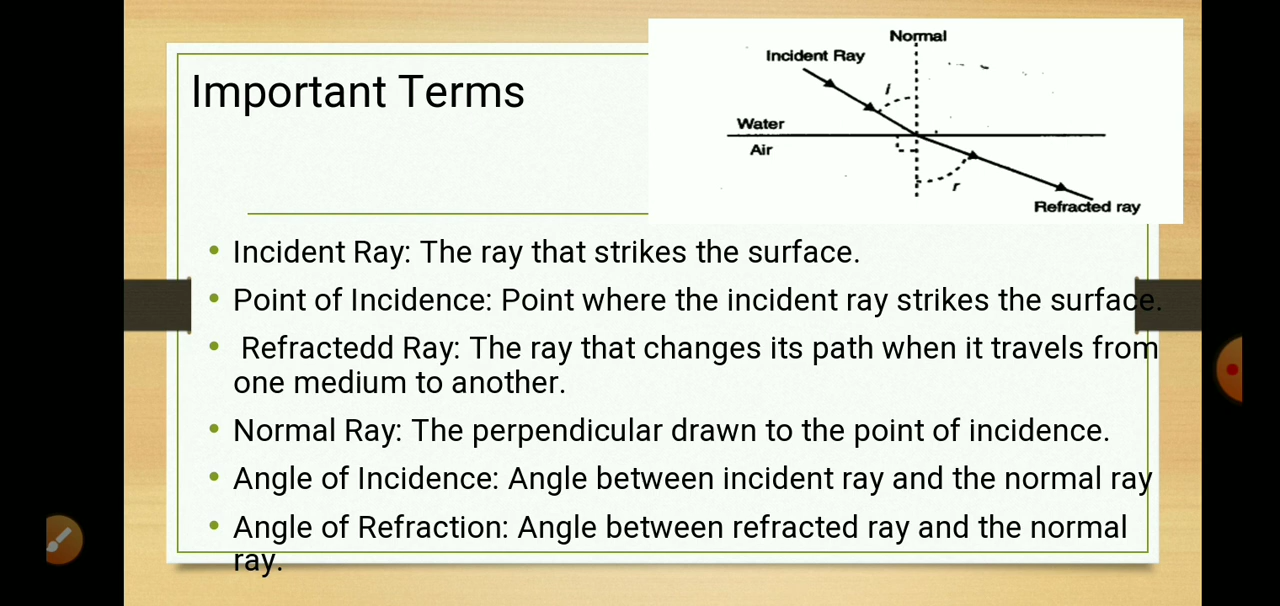 Important Terms
Normal
Incident Ray
i
Water
Air
r
Refracted ray
• Incident Ray: The ray that strikes the surface.
• Point of Incidence: Point where the incident ray strikes the surface.
• Refractedd Ray: The ray that changes its path when it travels from
one medium to another.
• Normal Ray: The perpendicular drawn to the point of incidence.
• Angle of Incidence: Angle between incident ray and the normal ray
• Angle of Refraction: Angle between refracted ray and the normal
ray.